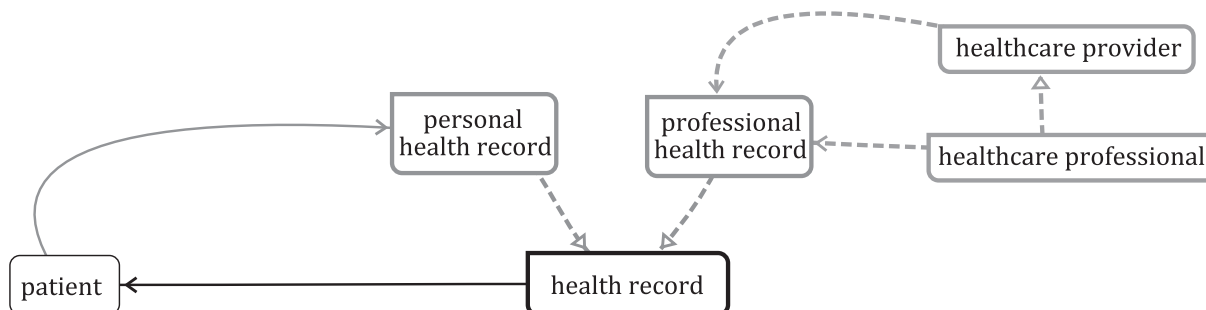 healthcare provider
personal
health record
professional
health record
healthcare professional
patient
health record